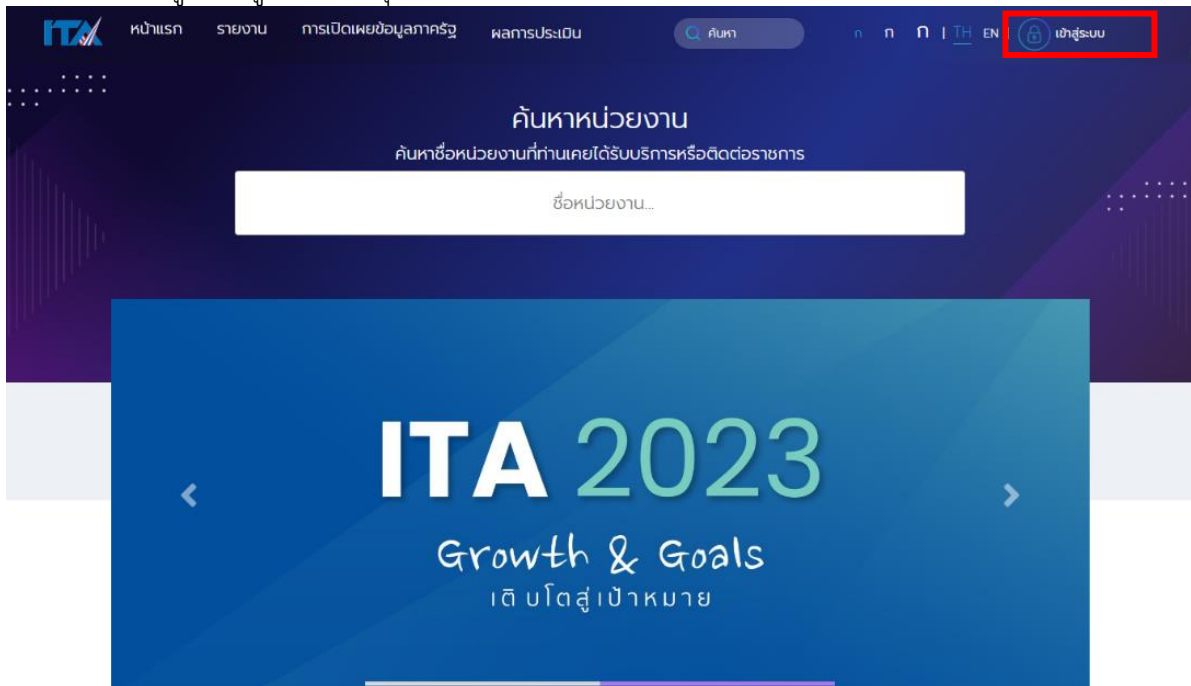 ITA หน้าแรก รายงาน การเปิดเผยข้อมูลภาครัฐ ผลการประเมิน ค้นหา ก ก ก | TH EN | เข้าสู่ระบบ
ค้นหาหน่วยงาน
ค้นหาชื่อหน่วยงานที่ท่านเคยได้รับบริการหรือติดต่อราชการ
ชื่อหน่วยงาน...
ITA 2023
Growth & Goals
เติบโตสู่เป้าหมาย